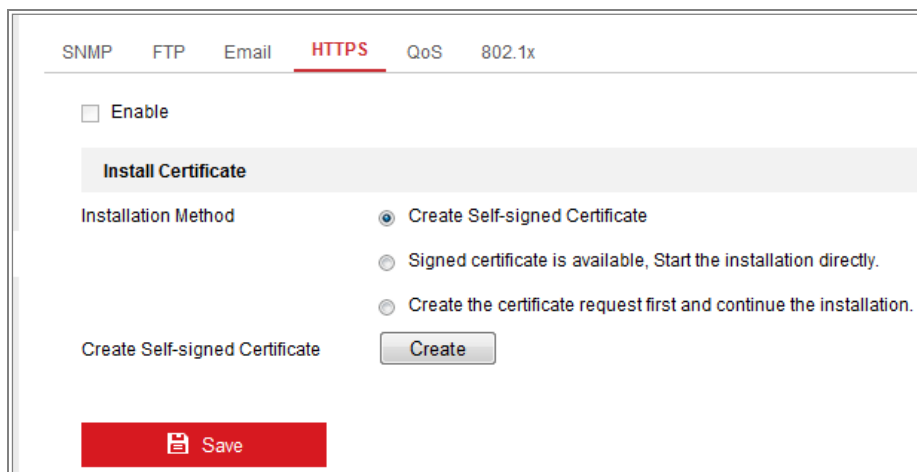 SNMP FTP Email HTTPS QoS 802.1x
Enable
Install Certificate
Installation Method
Create Self-signed Certificate
Signed certificate is available, Start the installation directly.
Create the certificate request first and continue the installation.
Create Self-signed Certificate Create
Save